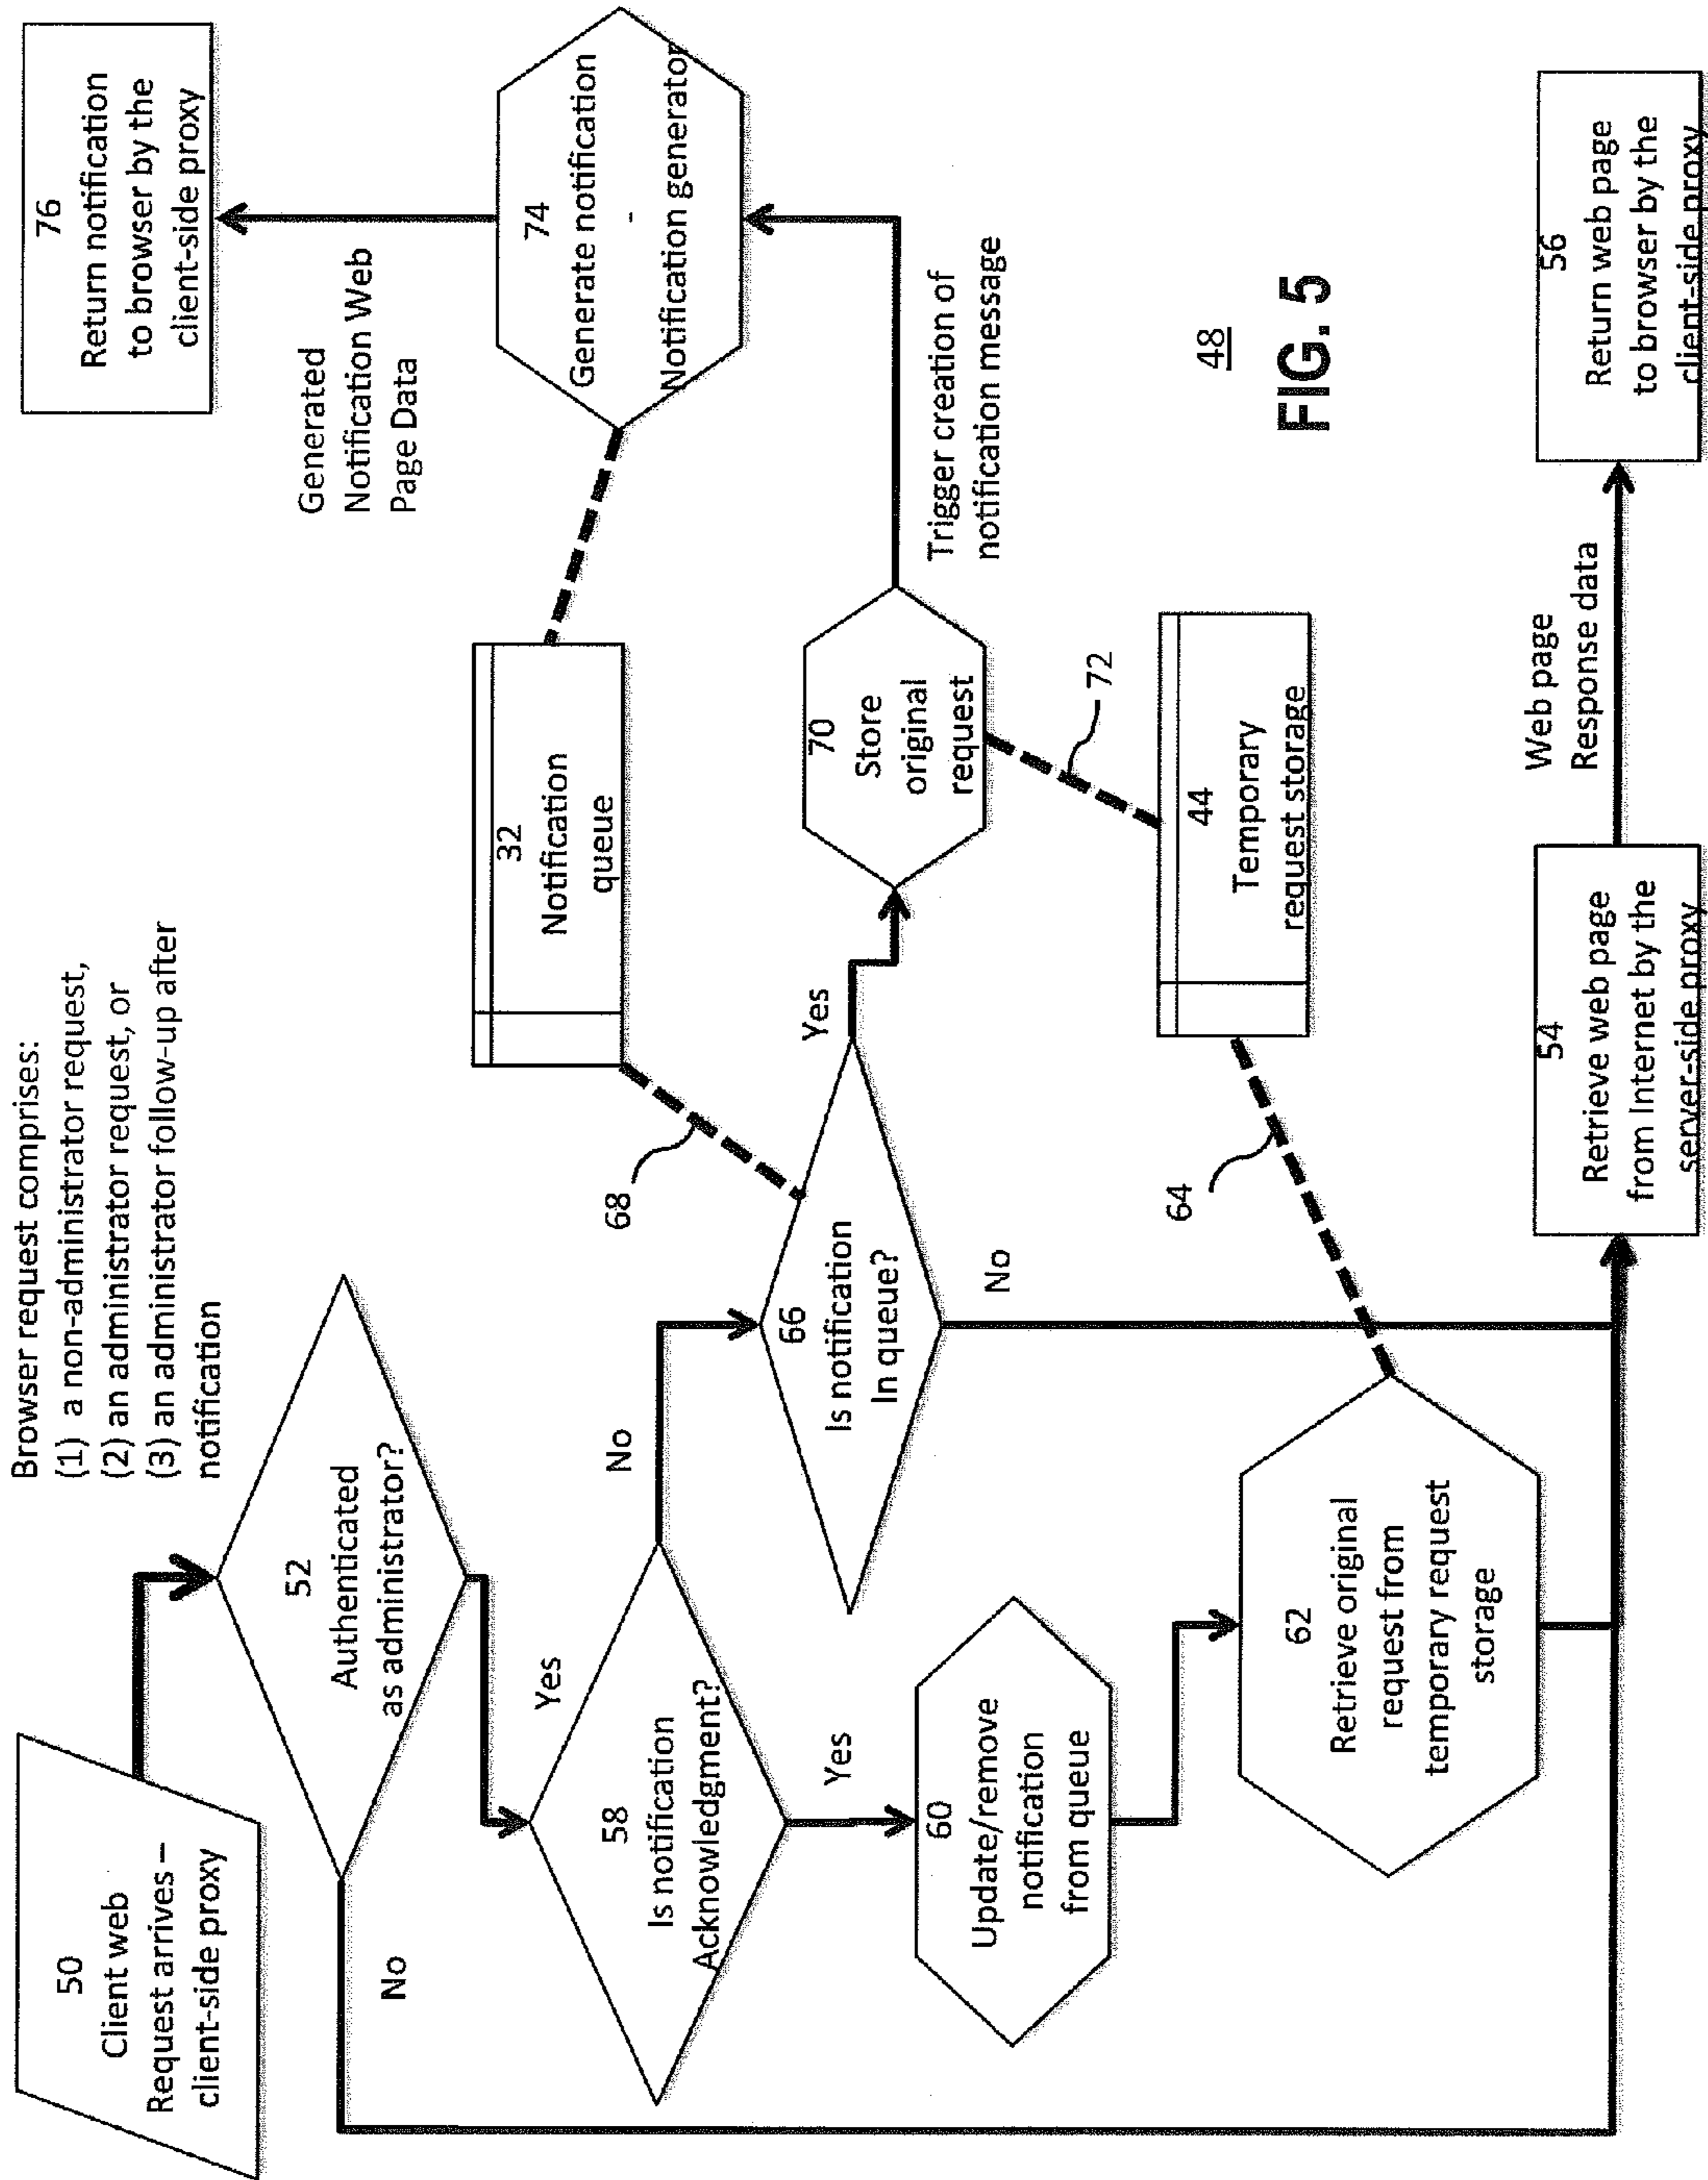 Browser request comprises:
(1) a non-administrator request,
(2) an administrator request, or
(3) an administrator follow-up after
notification
50
Client web
Request arrives –
client-side proxy
52
Authenticated
as administrator?
No
Yes
58
Is notification
Acknowledgment?
No
Yes
60
Update/remove
notification
from queue
62
Retrieve original
request from
temporary request
storage
64
66
Is notification
In queue?
No
Yes
68
32
Notification
queue
70
Store
original
request
72
44
Temporary
request storage
Trigger creation of
notification message
74
Generate notification
-
Notification generator
Generated
Notification Web
Page Data
76
Return notification
to browser by the
client-side proxy
54
Retrieve web page
from Internet by the
server-side proxy
Web page
Response data
56
Return web page
to browser by the
client-side proxy
48
FIG. 5